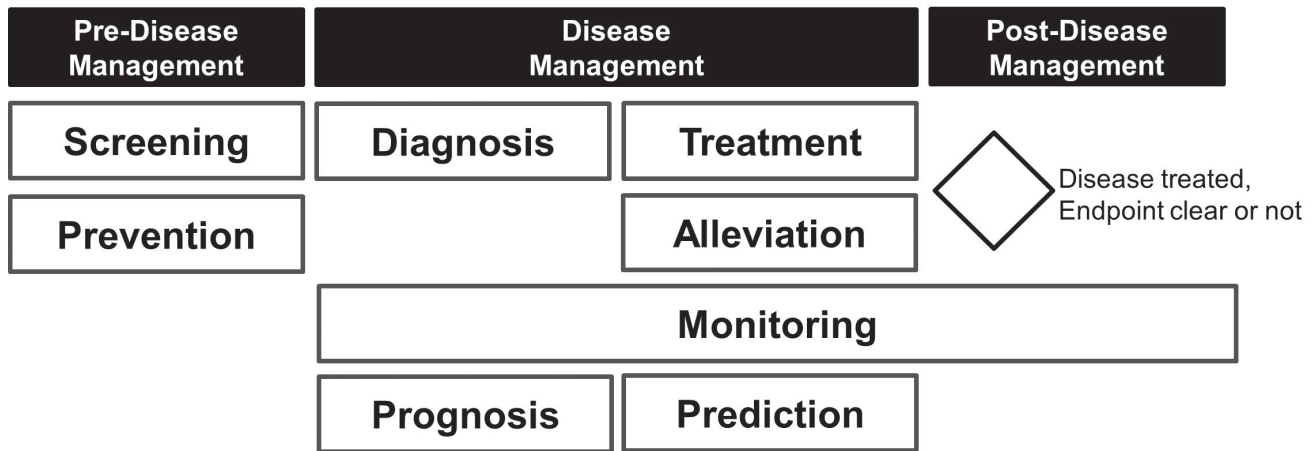 Pre-Disease
Management
Disease
Management
Post-Disease
Management
Screening
Diagnosis
Treatment
Disease treated,
Endpoint clear or not
Prevention
Alleviation
Monitoring
Prognosis
Prediction